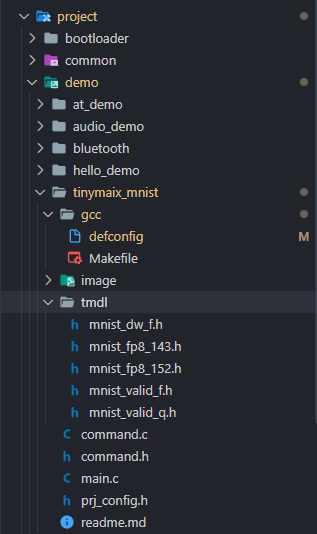 project
bootloader
common
demo
at_demo
audio_demo
bluetooth
hello_demo
tinymaix_mnist
gcc
defconfig M
Makefile
image
tmdl
h mnist_dw_f.h
h mnist_fp8_143.h
h mnist_fp8_152.h
h mnist_valid_f.h
h mnist_valid_q.h
C command.c
h command.h
C main.c
h prj_config.h
readme.md